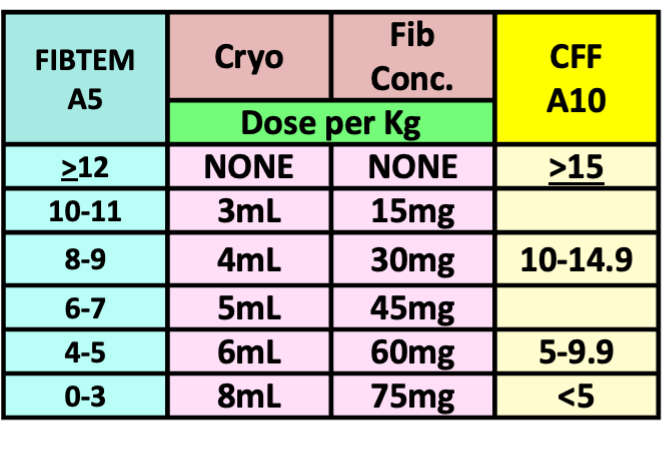 FIBTEM A5 Cryo Fib Conc. CFF A10
Dose per Kg
≥12 NONE NONE ≥15
10-11 3mL 15mg
8-9 4mL 30mg 10-14.9
6-7 5mL 45mg
4-5 6mL 60mg 5-9.9
0-3 8mL 75mg <5